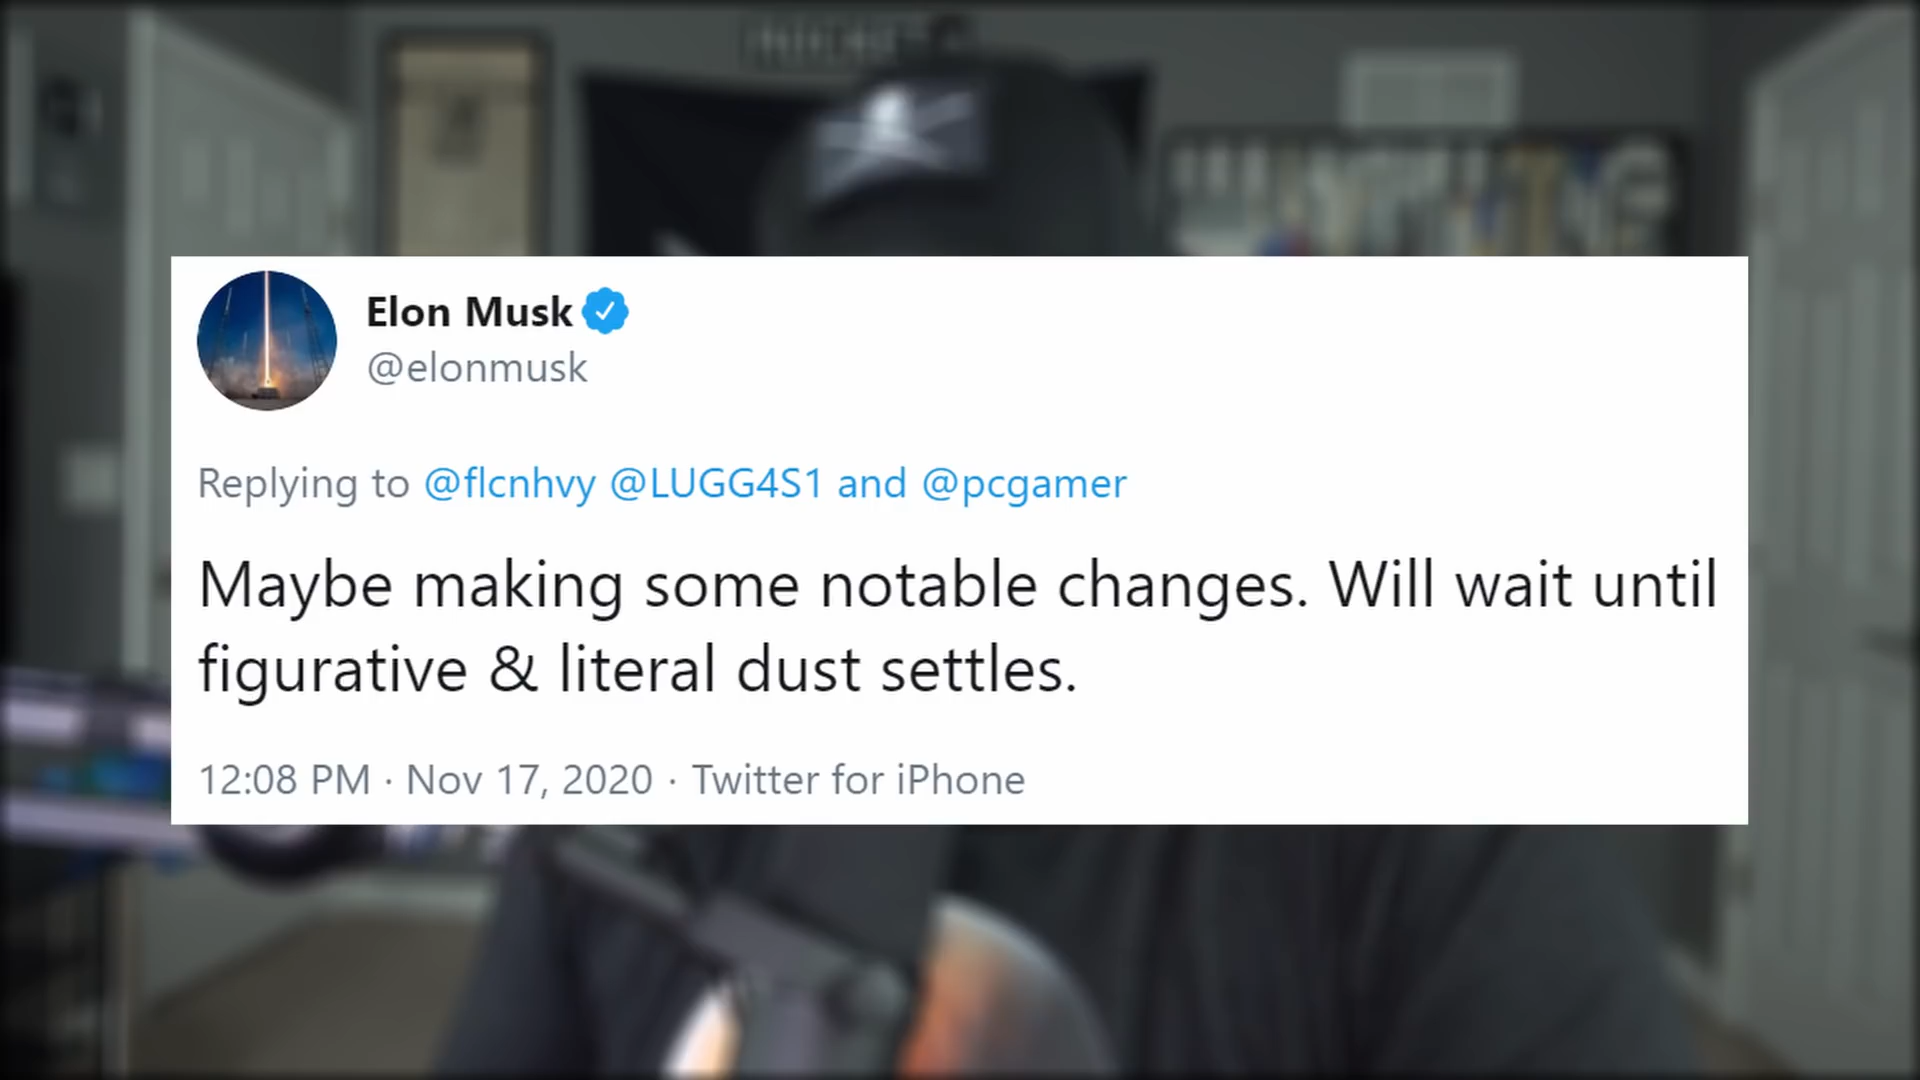 Elon Musk
@elonmusk
Replying to @flcnhvy @LUGG4S1 and @pcgamer
Maybe making some notable changes. Will wait until
figurative & literal dust settles.
12:08 PM · Nov 17, 2020 · Twitter for iPhone